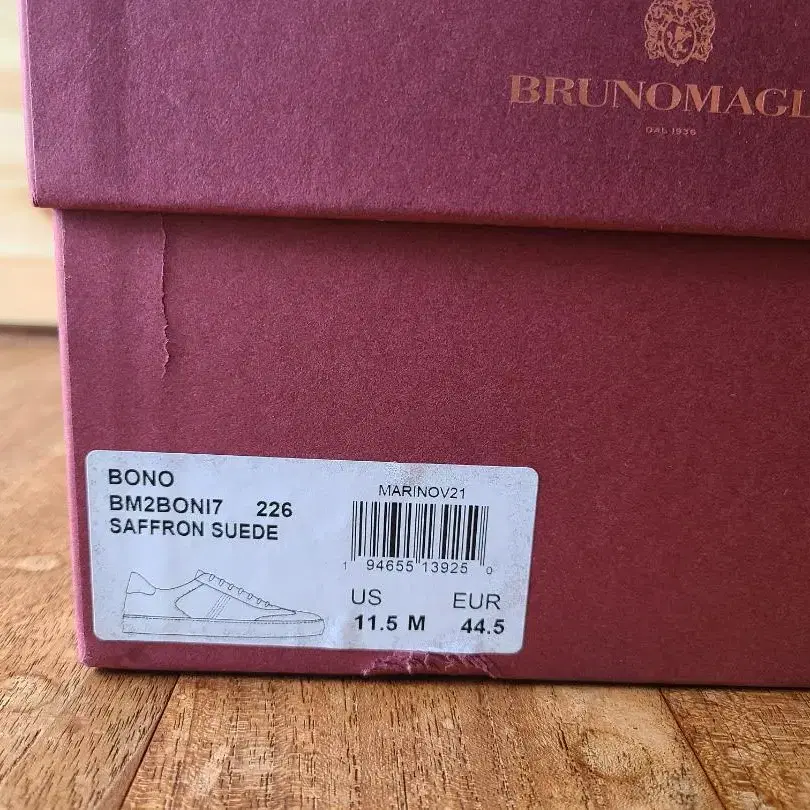 BRUNOMAGL
DAL 1936
BONO
BM2BONI7 226
SAFFRON SUEDE
MARINOV21
1 94655 13925 0
US EUR
11.5 M 44.5